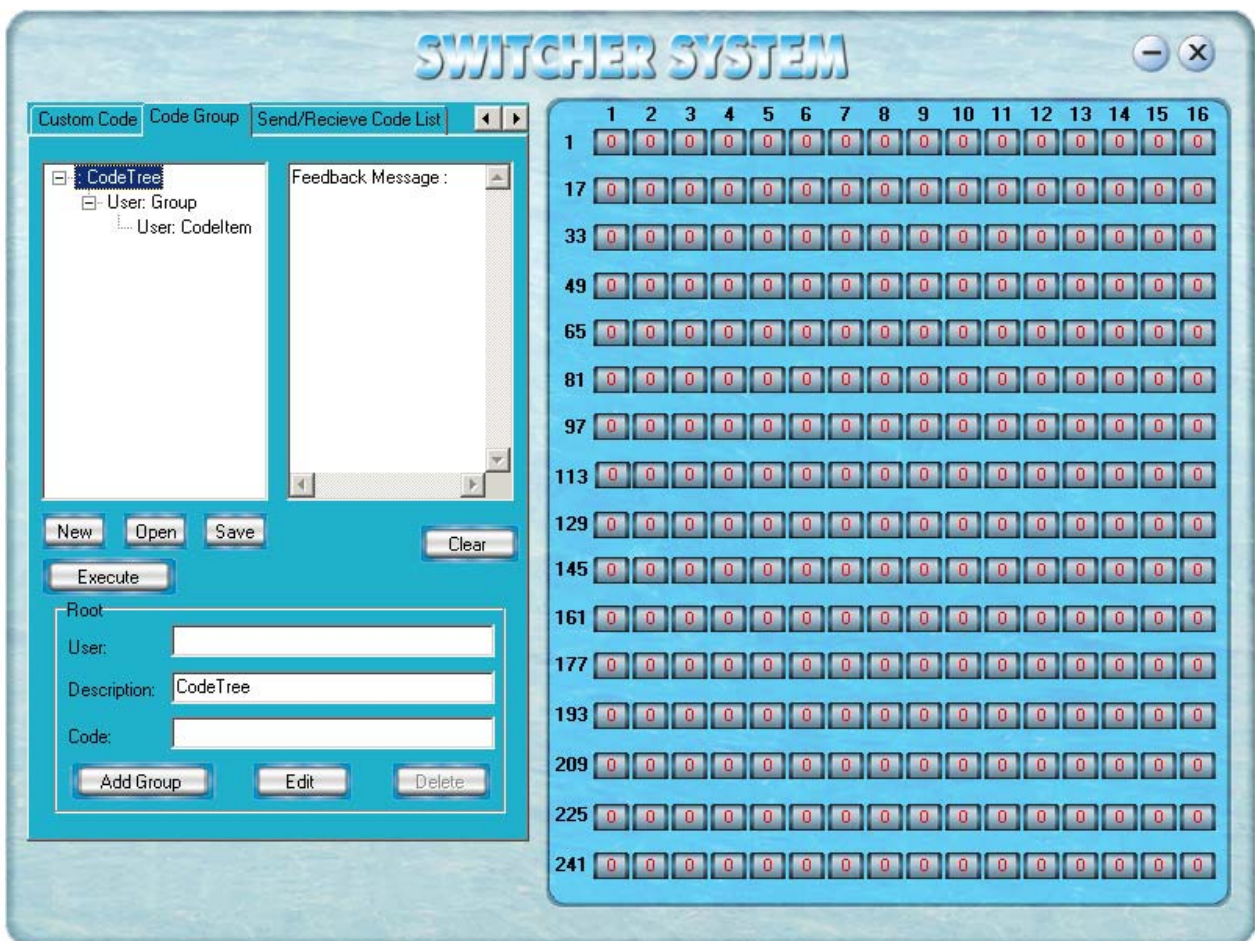 SWITCHER SYSTEM
Custom Code Code Group Send/Recieve Code List
: CodeTree
User: Group
User: CodeItem
Feedback Message :
New Open Save
Clear
Execute
Root
User:
Description: CodeTree
Code:
Add Group Edit Delete
1 2 3 4 5 6 7 8 9 10 11 12 13 14 15 16
1 0 0 0 0 0 0 0 0 0 0 0 0 0 0 0 0
17 0 0 0 0 0 0 0 0 0 0 0 0 0 0 0 0
33 0 0 0 0 0 0 0 0 0 0 0 0 0 0 0 0
49 0 0 0 0 0 0 0 0 0 0 0 0 0 0 0 0
65 0 0 0 0 0 0 0 0 0 0 0 0 0 0 0 0
81 0 0 0 0 0 0 0 0 0 0 0 0 0 0 0 0
97 0 0 0 0 0 0 0 0 0 0 0 0 0 0 0 0
113 0 0 0 0 0 0 0 0 0 0 0 0 0 0 0 0
129 0 0 0 0 0 0 0 0 0 0 0 0 0 0 0 0
145 0 0 0 0 0 0 0 0 0 0 0 0 0 0 0 0
161 0 0 0 0 0 0 0 0 0 0 0 0 0 0 0 0
177 0 0 0 0 0 0 0 0 0 0 0 0 0 0 0 0
193 0 0 0 0 0 0 0 0 0 0 0 0 0 0 0 0
209 0 0 0 0 0 0 0 0 0 0 0 0 0 0 0 0
225 0 0 0 0 0 0 0 0 0 0 0 0 0 0 0 0
241 0 0 0 0 0 0 0 0 0 0 0 0 0 0 0 0